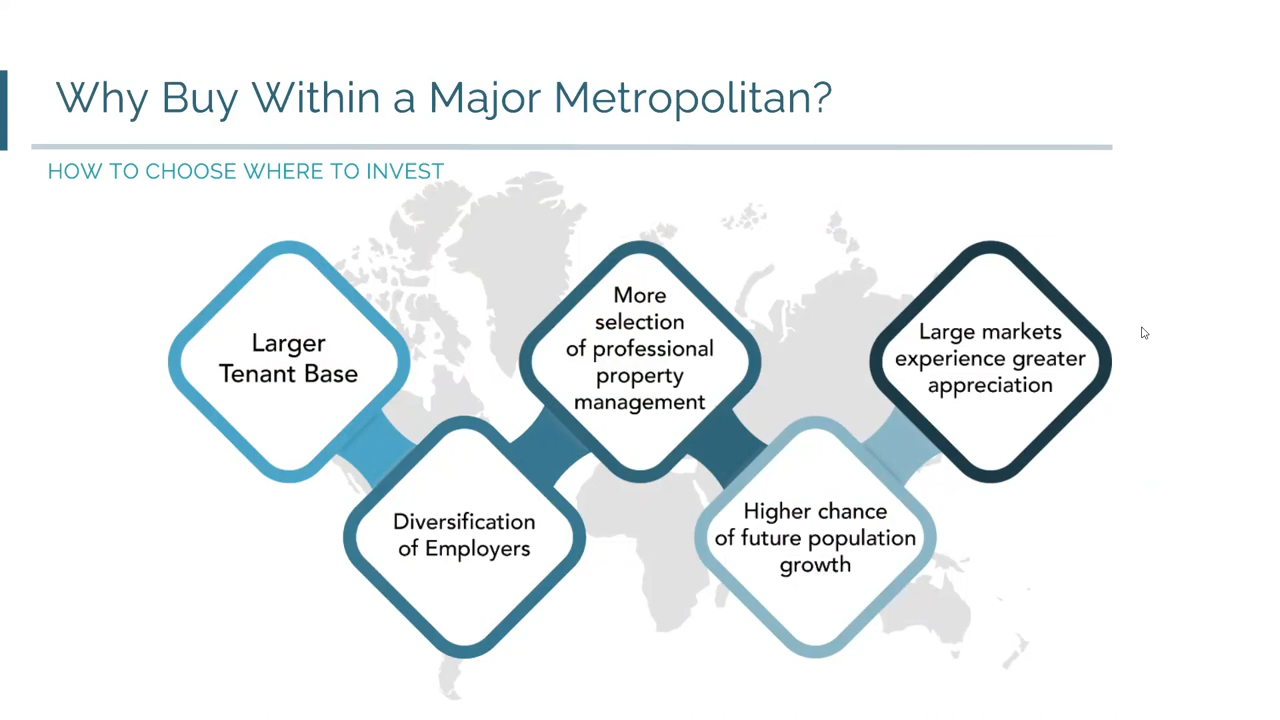 Why Buy Within a Major Metropolitan?
HOW TO CHOOSE WHERE TO INVEST
Larger
Tenant Base
Diversification
of Employers
More
selection
of professional
property
management
Higher chance
of future population
growth
Large markets
experience greater
appreciation